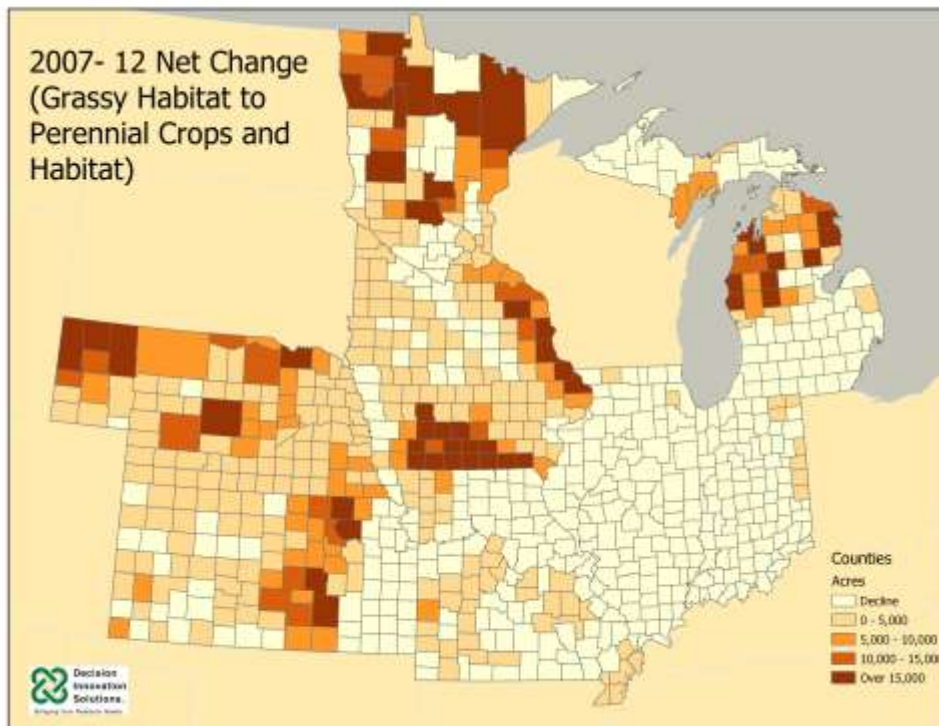 2007- 12 Net Change
(Grassy Habitat to
Perennial Crops and
Habitat)
Counties
Acres
Decline
0 - 5,000
5,000 - 10,000
10,000 - 15,000
Over 15,000
Decision
Innovation
Solutions.